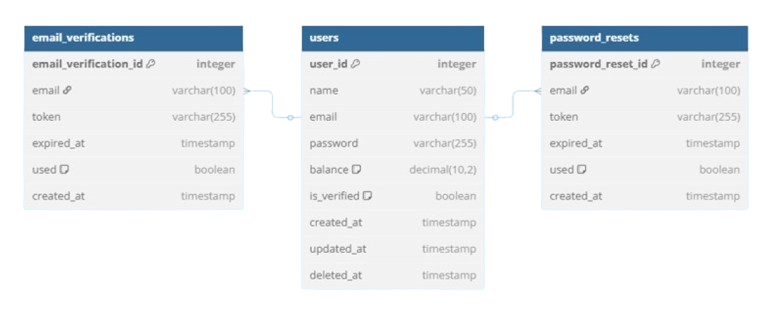 email_verifications
email_verification_id integer
email varchar(100)
token varchar(255)
expired_at timestamp
used boolean
created_at timestamp
users
user_id integer
name varchar(50)
email varchar(100)
password varchar(255)
balance decimal(10,2)
is_verified boolean
created_at timestamp
updated_at timestamp
deleted_at timestamp
password_resets
password_reset_id integer
email varchar(100)
token varchar(255)
expired_at timestamp
used boolean
created_at timestamp